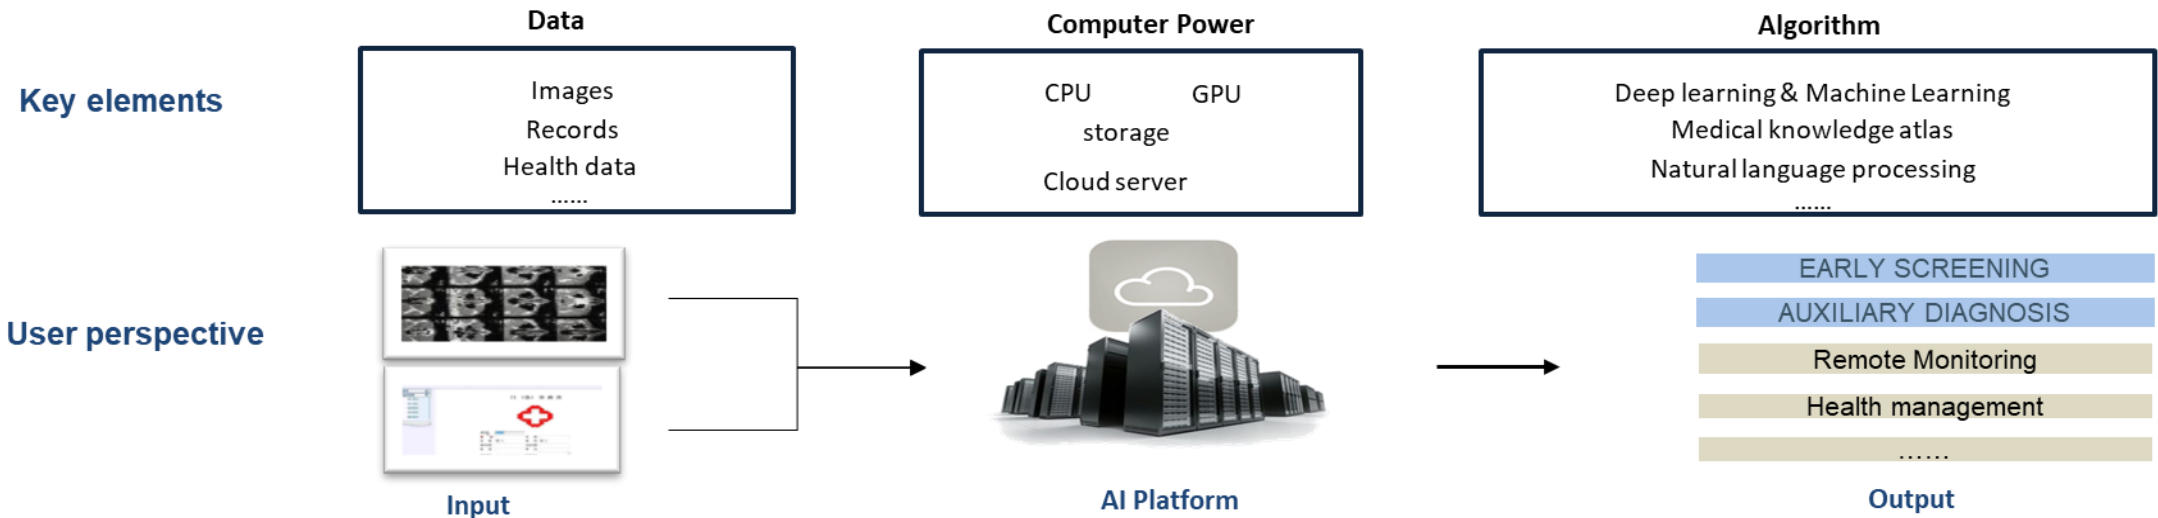 Data
Computer Power
Algorithm
Key elements
Images
Records
Health data
......
CPU GPU
storage
Cloud server
Deep learning & Machine Learning
Medical knowledge atlas
Natural language processing
......
User perspective
EARLY SCREENING
AUXILIARY DIAGNOSIS
Remote Monitoring
Health management
......
Input
AI Platform
Output